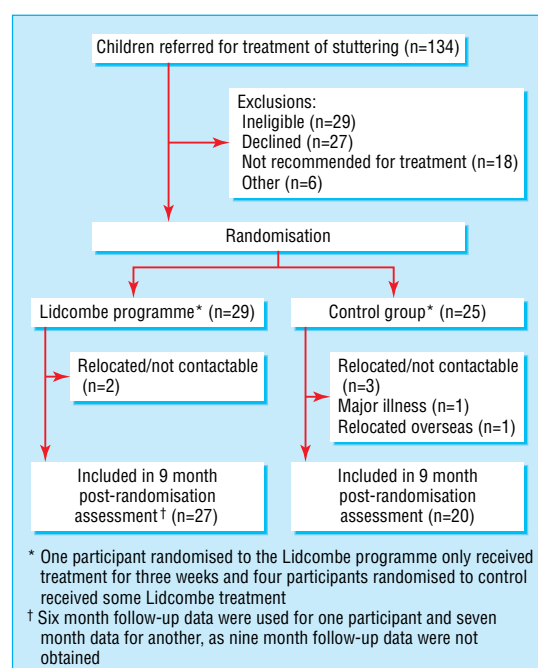 Children referred for treatment of stuttering (n=134)
Exclusions:
Ineligible (n=29)
Declined (n=27)
Not recommended for treatment (n=18)
Other (n=6)
Randomisation
Lidcombe programme* (n=29)
Control group* (n=25)
Relocated/not contactable
(n=2)
Relocated/not contactable
(n=3)
Major illness (n=1)
Relocated overseas (n=1)
Included in 9 month
post-randomisation
assessment† (n=27)
Included in 9 month
post-randomisation
assessment (n=20)
* One participant randomised to the Lidcombe programme only received
treatment for three weeks and four participants randomised to control
received some Lidcombe treatment
† Six month follow-up data were used for one participant and seven
month data for another, as nine month follow-up data were not
obtained